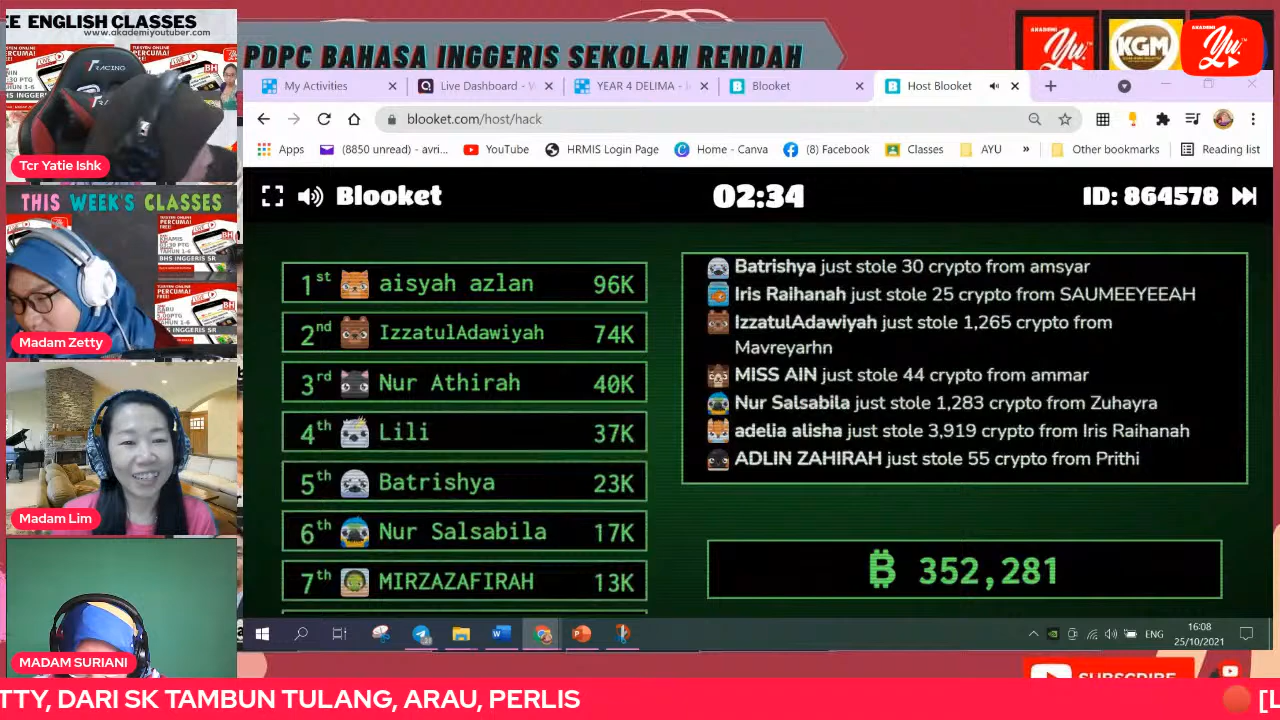 EE ENGLISH CLASSES
www.akademiyoutuber.com
PDPC BAHASA INGGERIS SEKOLAH RENDAH
AKADEMI
Yu
KGM
Tcr Yatie Ishk
THIS WEEK'S CLASSES
Madam Zetty
Madam Lim
MADAM SURIANI
My Activities
Live Dashboard
YEAR 4 DELIMA
Blooket
Host Blooket
blooket.com/host/hack
Apps
(8850 unread) - avri...
YouTube
HRMIS Login Page
Home - Canva
(8) Facebook
Classes
AYU
»
Other bookmarks
Reading list
Blooket
02:34
ID: 864578
1st aisyah azlan 96K
2nd IzzatulAdawiyah 74K
3rd Nur Athirah 40K
4th Lili 37K
5th Batrishya 23K
6th Nur Salsabila 17K
7th MIRZAZAFIRAH 13K
Batrishya just stole 30 crypto from amsyar
Iris Raihanah just stole 25 crypto from SAUMEEYEEAH
IzzatulAdawiyah just stole 1,265 crypto from
Mavreyarhn
MISS AIN just stole 44 crypto from ammar
Nur Salsabila just stole 1,283 crypto from Zuhayra
adelia alisha just stole 3,919 crypto from Iris Raihanah
ADLIN ZAHIRAH just stole 55 crypto from Prithi
₿ 352,281
ENG
16:08
25/10/2021
SUBSCRIBE
TTY, DARI SK TAMBUN TULANG, ARAU, PERLIS
[L